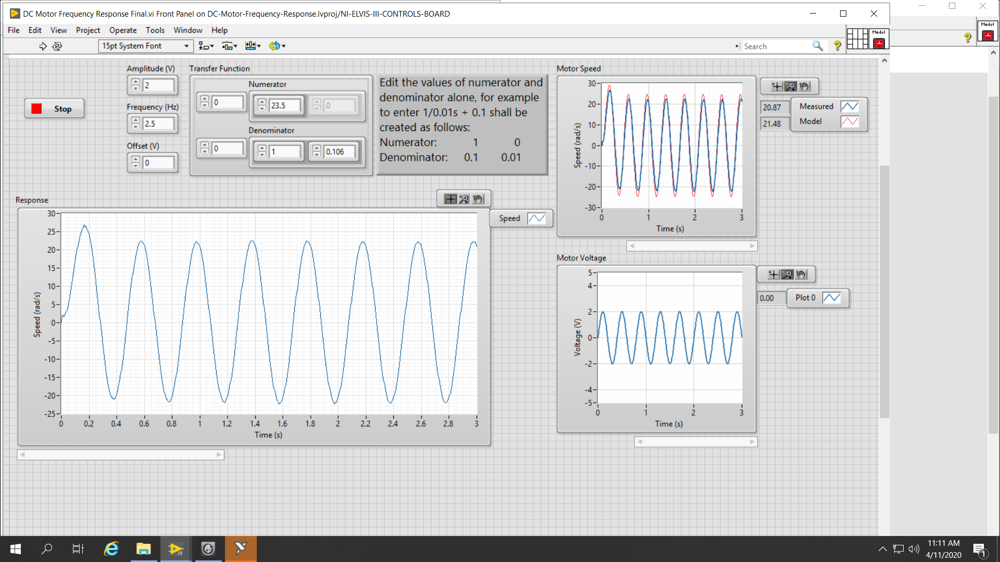 DC Motor Frequency Response Final.vi Front Panel on DC-Motor-Frequency-Response.lvproj/NI-ELVIS-III-CONTROLS-BOARD
File Edit View Project Operate Tools Window Help
15pt System Font
Search
Model
Model
Stop
Amplitude (V)
2
Frequency (Hz)
2.5
Offset (V)
0
Transfer Function
Numerator
0 23.5 0
Denominator
0 1 0.106
Edit the values of numerator and
denominator alone, for example
to enter 1/0.01s + 0.1 shall be
created as follows:
Numerator: 1 0
Denominator: 0.1 0.01
Motor Speed
30
20
10
0
-10
-20
-30
Speed (rad/s)
0 1 2 3
Time (s)
20.87 Measured
21.48 Model
Response
30
25
20
15
10
5
0
-5
-10
-15
-20
-25
Speed (rad/s)
0 0.2 0.4 0.6 0.8 1 1.2 1.4 1.6 1.8 2 2.2 2.4 2.6 2.8 3
Time (s)
Speed
Motor Voltage
5
4
2
0
-2
-4
-5
Voltage (V)
0 1 2 3
Time (s)
0.00 Plot 0
19
11:11 AM
4/11/2020
1